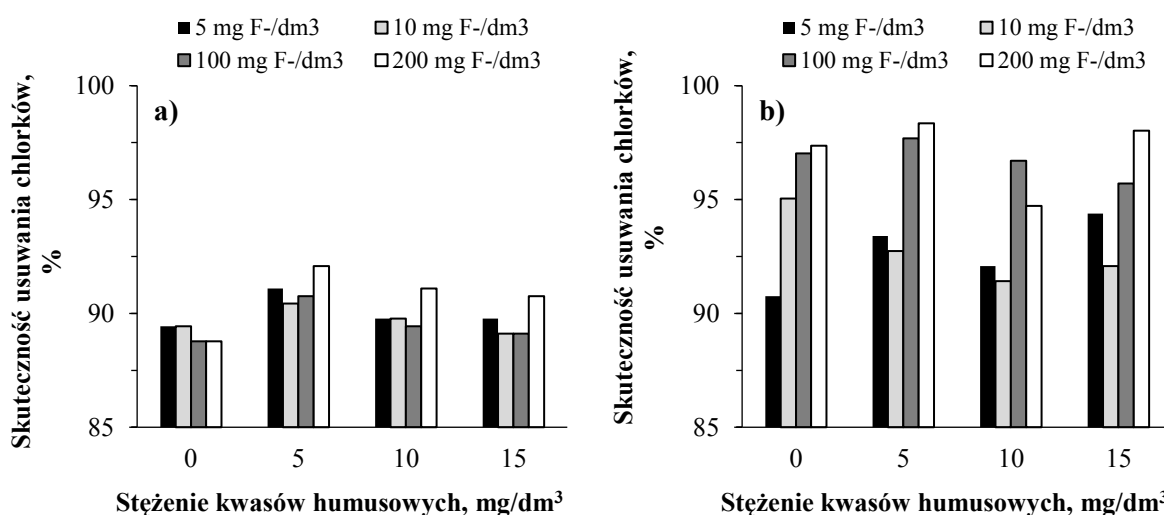 5 mg F-/dm3 10 mg F-/dm3
100 mg F-/dm3 200 mg F-/dm3
Skuteczność usuwania chlorków,
%
a)
100
95
90
85
0 5 10 15
Stężenie kwasów humusowych, mg/dm³
5 mg F-/dm3 10 mg F-/dm3
100 mg F-/dm3 200 mg F-/dm3
Skuteczność usuwania chlorków,
%
b)
100
95
90
85
0 5 10 15
Stężenie kwasów humusowych, mg/dm³